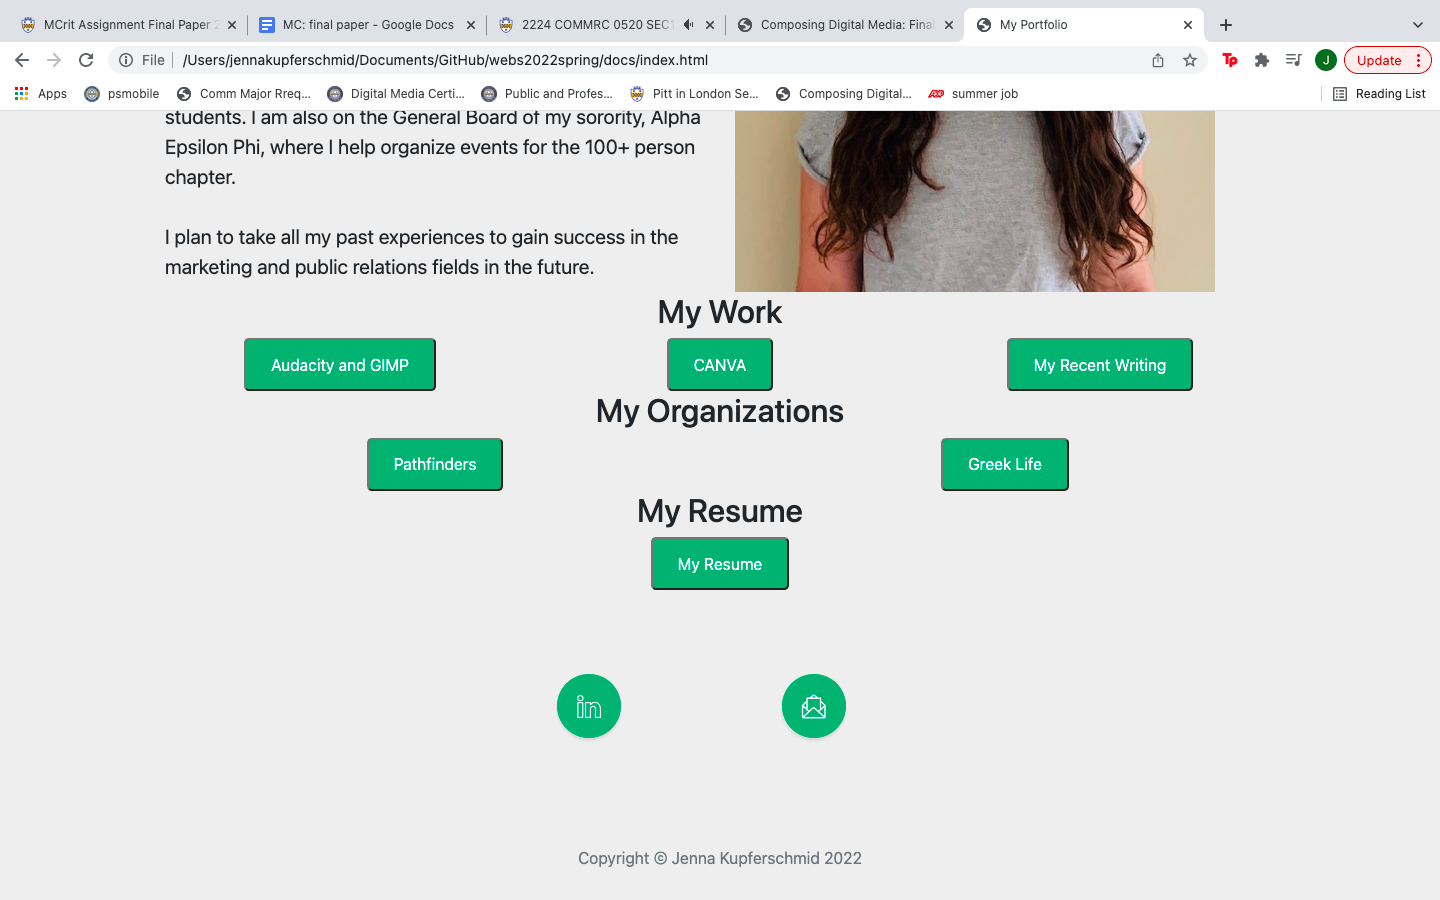 MCrit Assignment Final Paper 2
MC: final paper - Google Docs
2224 COMMRC 0520 SEC1
Composing Digital Media: Final
My Portfolio
File
/Users/jennakupferschmid/Documents/GitHub/webs2022spring/docs/index.html
Tp
J
Update
Apps
psmobile
Comm Major Rreq...
Digital Media Certi...
Public and Profes...
Pitt in London Se...
Composing Digital...
summer job
Reading List
students. I am also on the General Board of my sorority, Alpha
Epsilon Phi, where I help organize events for the 100+ person
chapter.
I plan to take all my past experiences to gain success in the
marketing and public relations fields in the future.
My Work
Audacity and GIMP
CANVA
My Recent Writing
My Organizations
Pathfinders
Greek Life
My Resume
My Resume
in
Copyright © Jenna Kupferschmid 2022